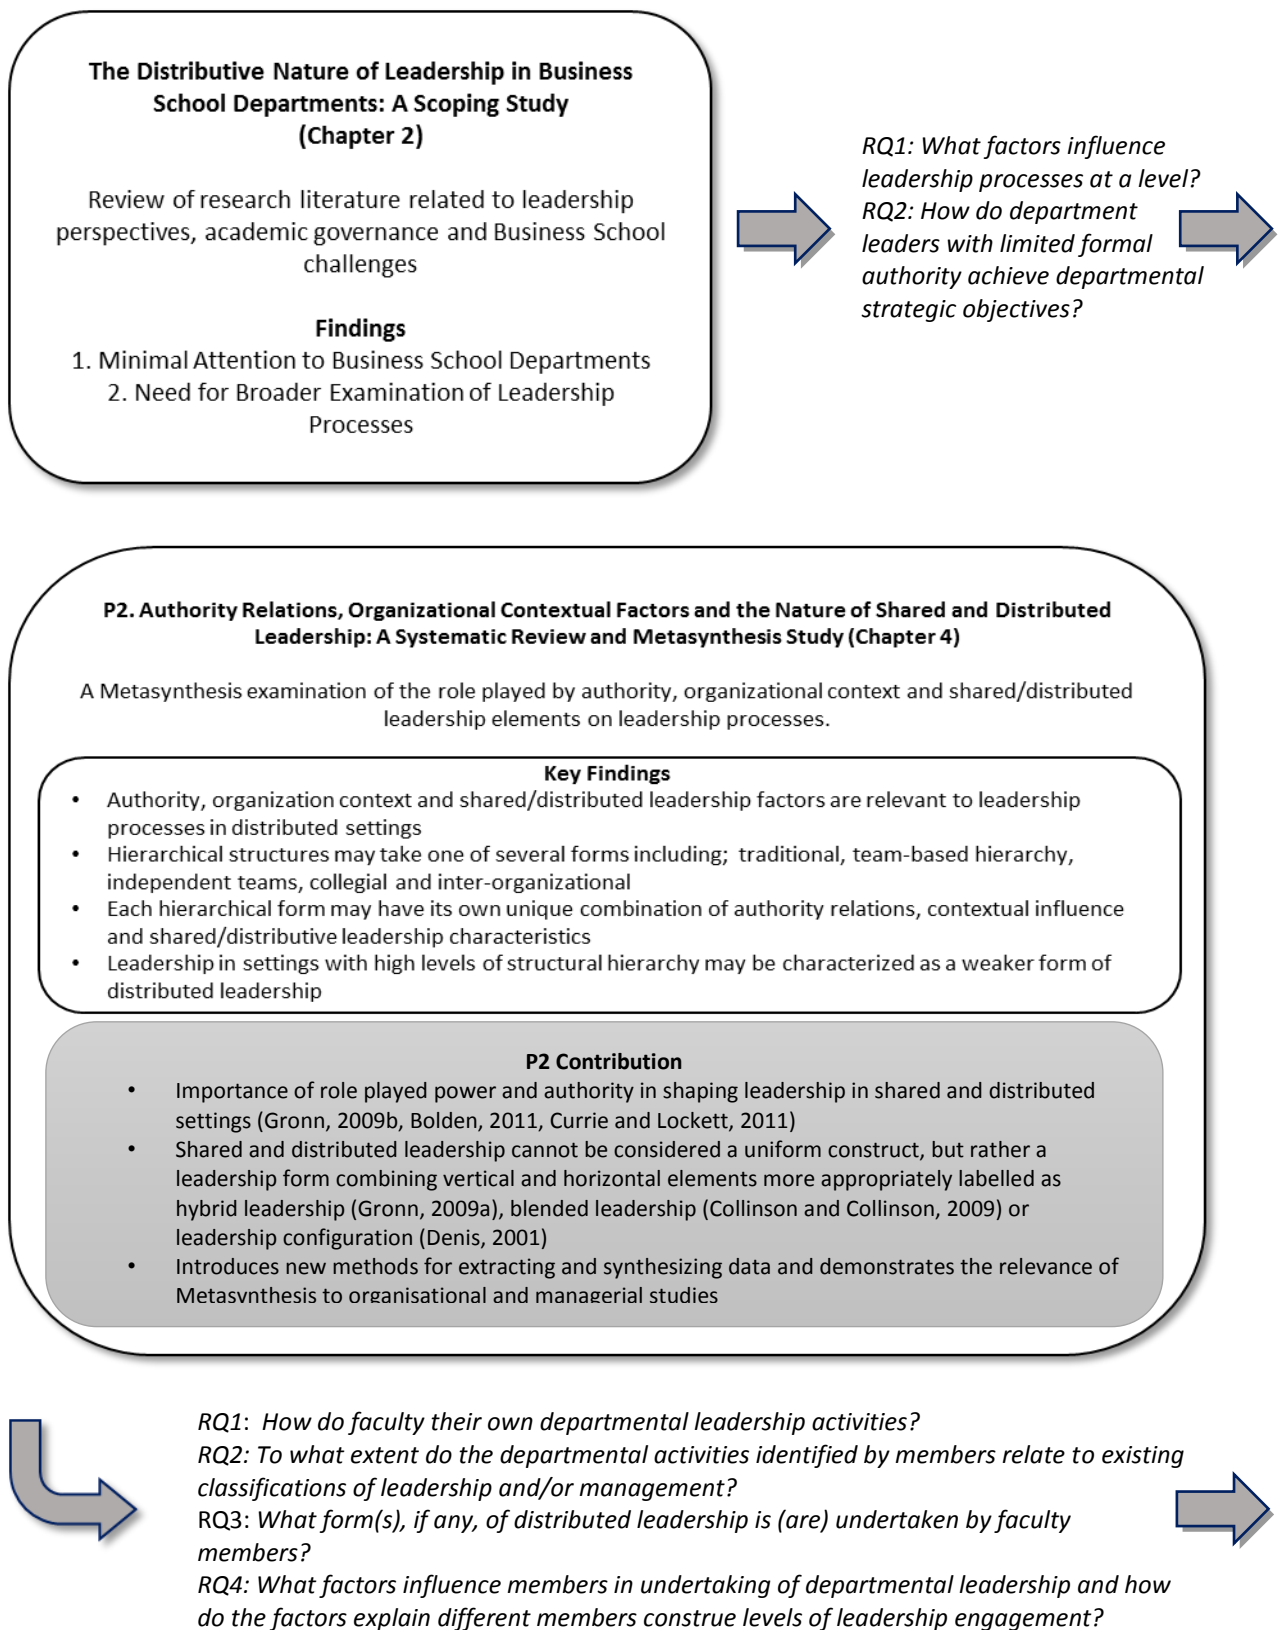 The Distributive Nature of Leadership in Business
School Departments: A Scoping Study
(Chapter 2)
Review of research literature related to leadership
perspectives, academic governance and Business School
challenges
Findings
1. Minimal Attention to Business School Departments
2. Need for Broader Examination of Leadership
Processes
RQ1: What factors influence
leadership processes at a level?
RQ2: How do department
leaders with limited formal
authority achieve departmental
strategic objectives?
P2. Authority Relations, Organizational Contextual Factors and the Nature of Shared and Distributed
Leadership: A Systematic Review and Metasynthesis Study (Chapter 4)
A Metasynthesis examination of the role played by authority, organizational context and shared/distributed
leadership elements on leadership processes.
Key Findings
• Authority, organization context and shared/distributed leadership factors are relevant to leadership
processes in distributed settings
• Hierarchical structures may take one of several forms including; traditional, team-based hierarchy,
independent teams, collegial and inter-organizational
• Each hierarchical form may have its own unique combination of authority relations, contextual influence
and shared/distributive leadership characteristics
• Leadership in settings with high levels of structural hierarchy may be characterized as a weaker form of
distributed leadership
P2 Contribution
• Importance of role played power and authority in shaping leadership in shared and distributed
settings (Gronn, 2009b, Bolden, 2011, Currie and Lockett, 2011)
• Shared and distributed leadership cannot be considered a uniform construct, but rather a
leadership form combining vertical and horizontal elements more appropriately labelled as
hybrid leadership (Gronn, 2009a), blended leadership (Collinson and Collinson, 2009) or
leadership configuration (Denis, 2001)
• Introduces new methods for extracting and synthesizing data and demonstrates the relevance of
Metasynthesis to organisational and managerial studies
RQ1: How do faculty their own departmental leadership activities?
RQ2: To what extent do the departmental activities identified by members relate to existing
classifications of leadership and/or management?
RQ3: What form(s), if any, of distributed leadership is (are) undertaken by faculty
members?
RQ4: What factors influence members in undertaking of departmental leadership and how
do the factors explain different members construe levels of leadership engagement?